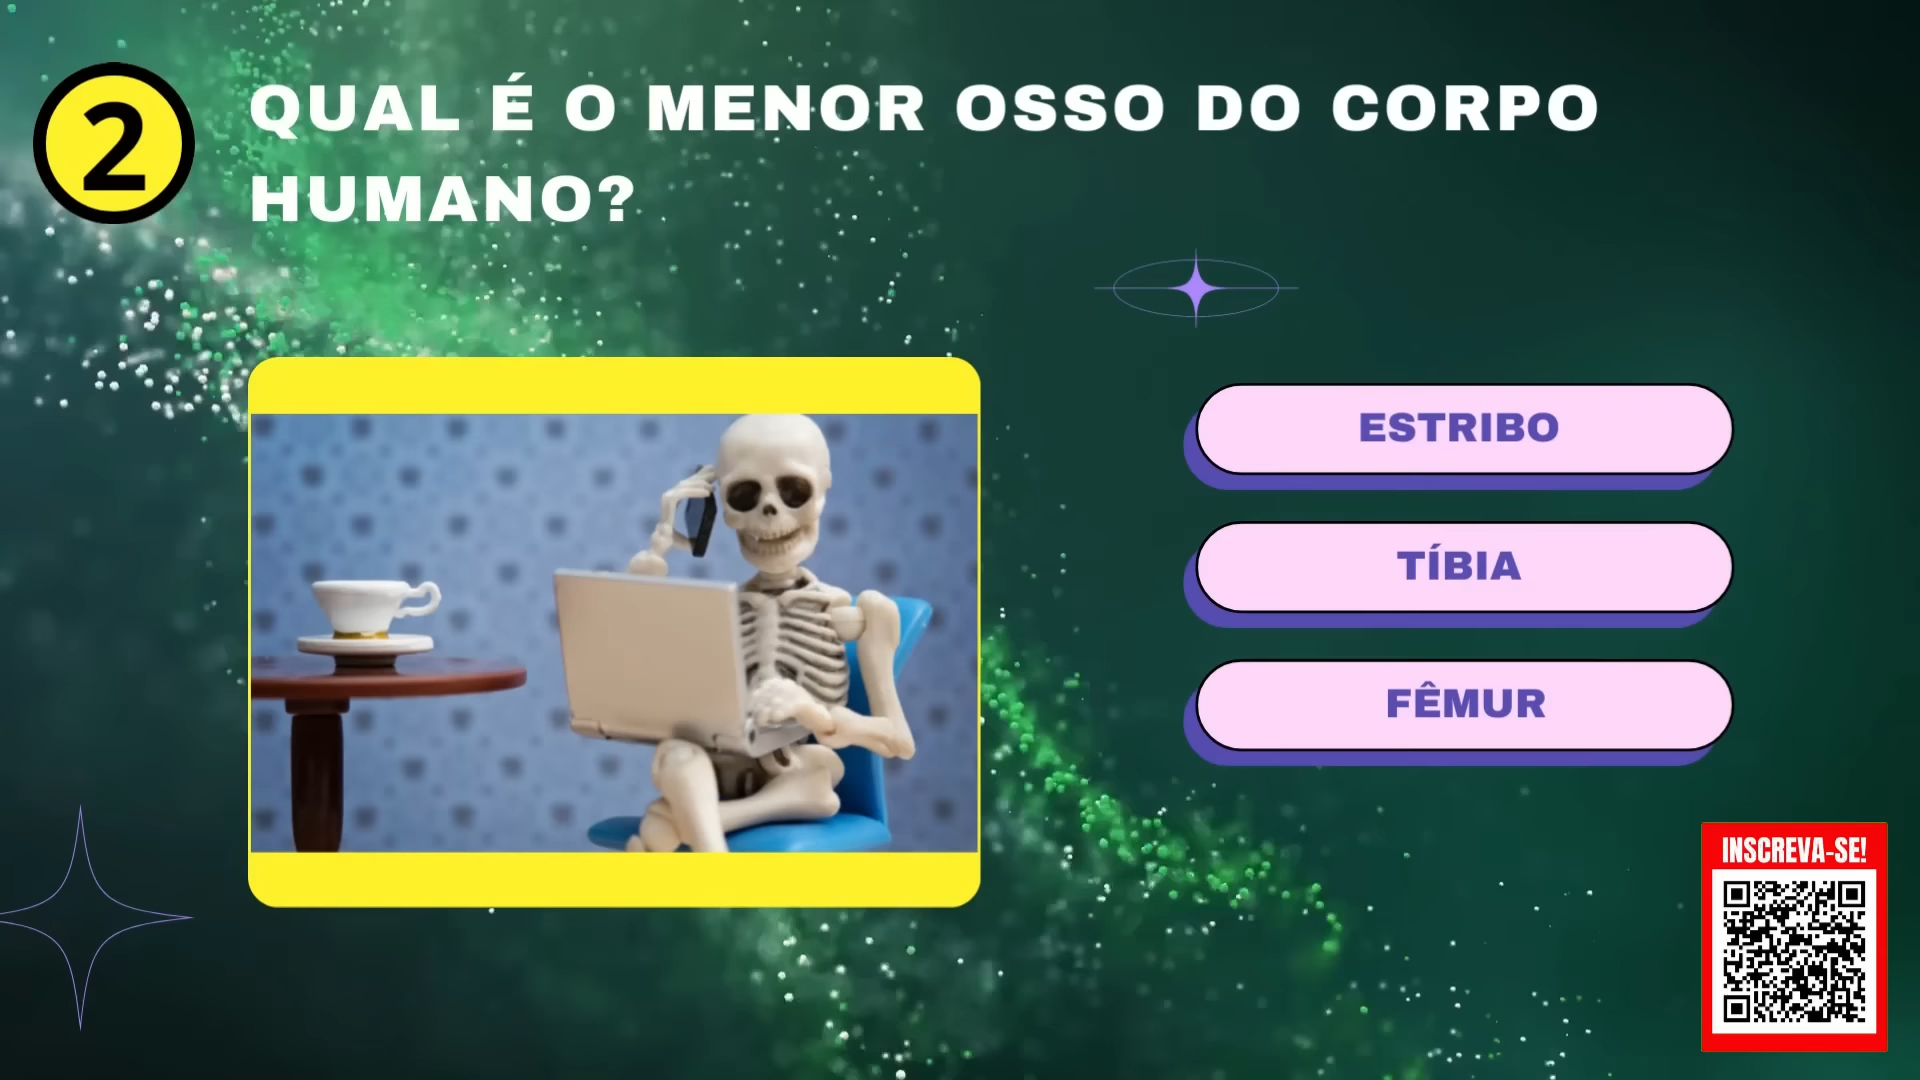 2
QUAL É O MENOR OSSO DO CORPO
HUMANO?
ESTRIBO
TÍBIA
FÊMUR
INSCREVA-SE!